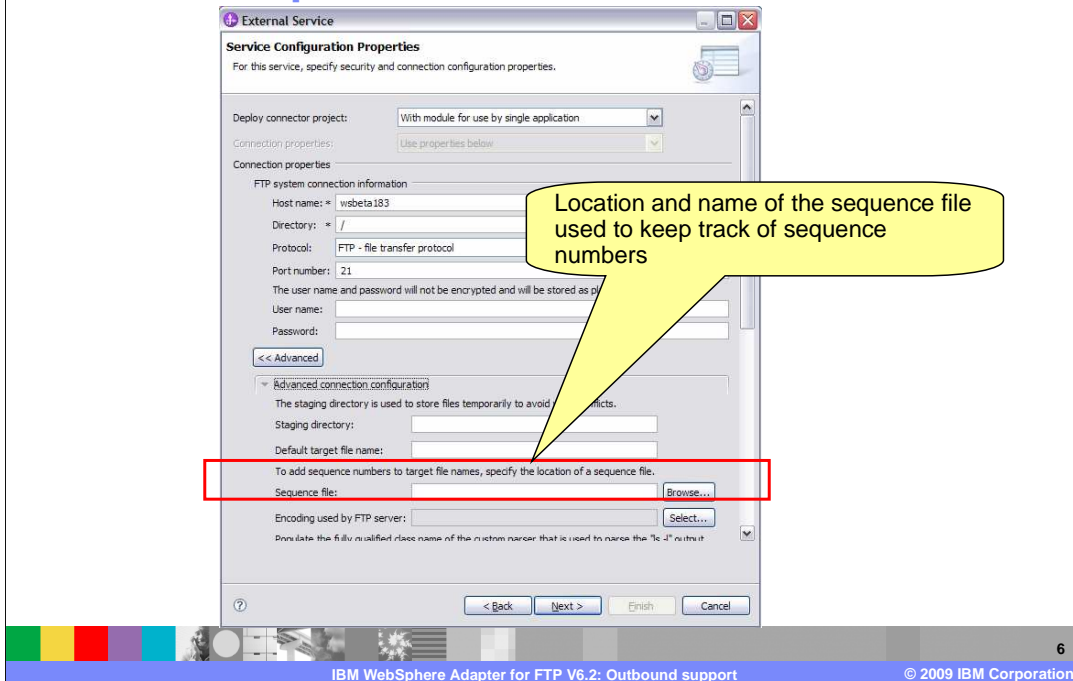 External Service
Service Configuration Properties
For this service, specify security and connection configuration properties.
Deploy connector project: With module for use by single application
Connection properties: Use properties below
Connection properties
FTP system connection information
Host name: * wsbeta183
Directory: * /
Protocol: FTP - file transfer protocol
Port number: 21
The user name and password will not be encrypted and will be stored as
User name:
Password:
<< Advanced
Advanced connection configuration
The staging directory is used to store files temporarily to avoid
Staging directory:
Default target file name:
To add sequence numbers to target file names, specify the location of a sequence file.
Sequence file: Browse...
Encoding used by FTP server: Select...
Populate the fully qualified class name of the custom parser that is used to parse the "ls -l" output
Location and name of the sequence file
used to keep track of sequence
numbers
< Back Next > Finish Cancel
6
IBM WebSphere Adapter for FTP V6.2: Outbound support © 2009 IBM Corporation